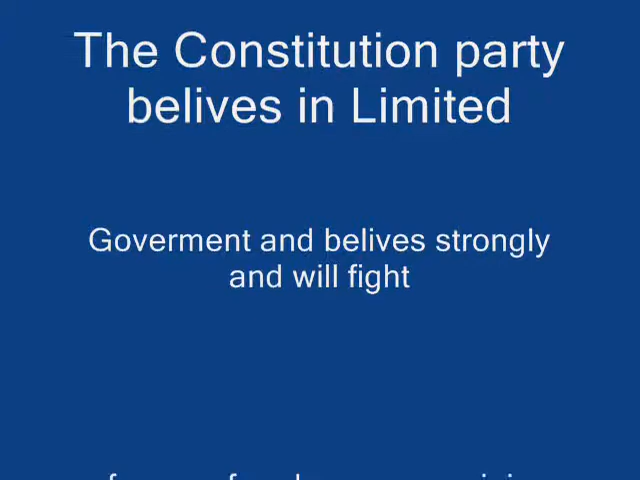 The Constitution party
belives in Limited
Goverment and belives strongly
and will fight